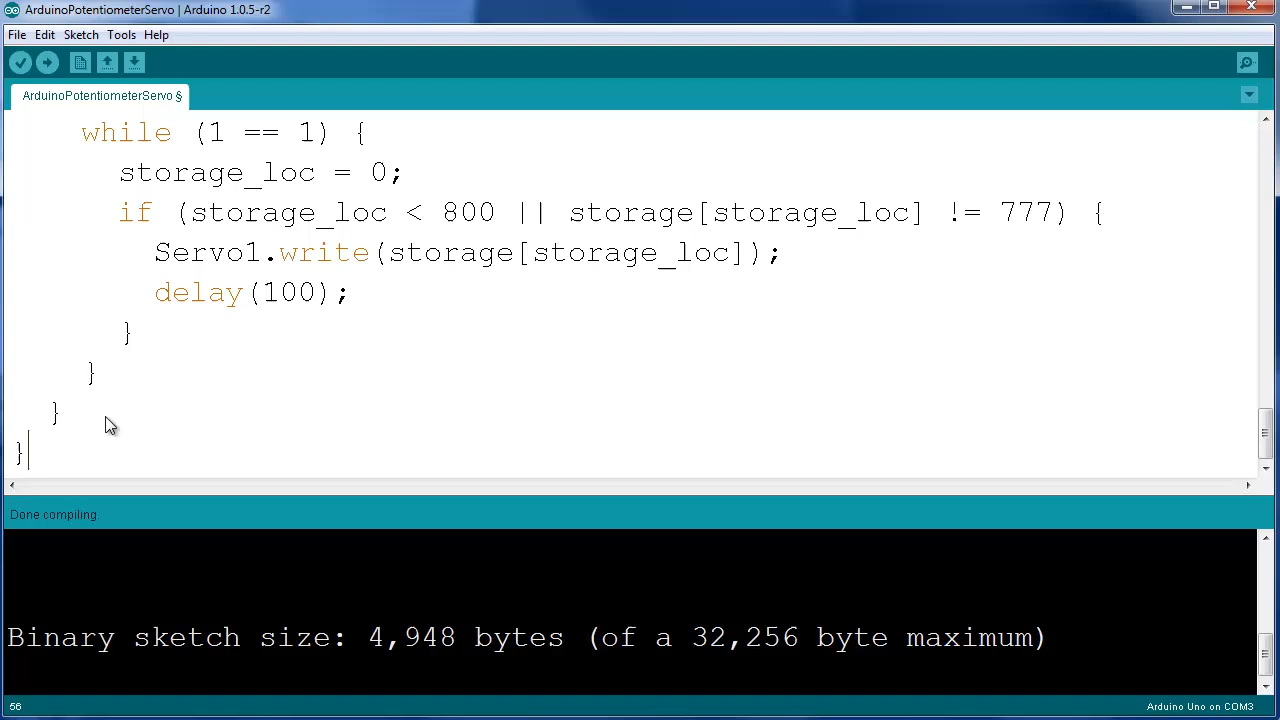 ArduinoPotentiometerServo | Arduino 1.0.5-r2
File Edit Sketch Tools Help
ArduinoPotentiometerServo §
while (1 == 1) {
storage_loc = 0;
if (storage_loc < 800 || storage[storage_loc] != 777) {
Servo1.write(storage[storage_loc]);
delay(100);
}
}
}
}
Done compiling.
Binary sketch size: 4,948 bytes (of a 32,256 byte maximum)
56
Arduino Uno on COM3